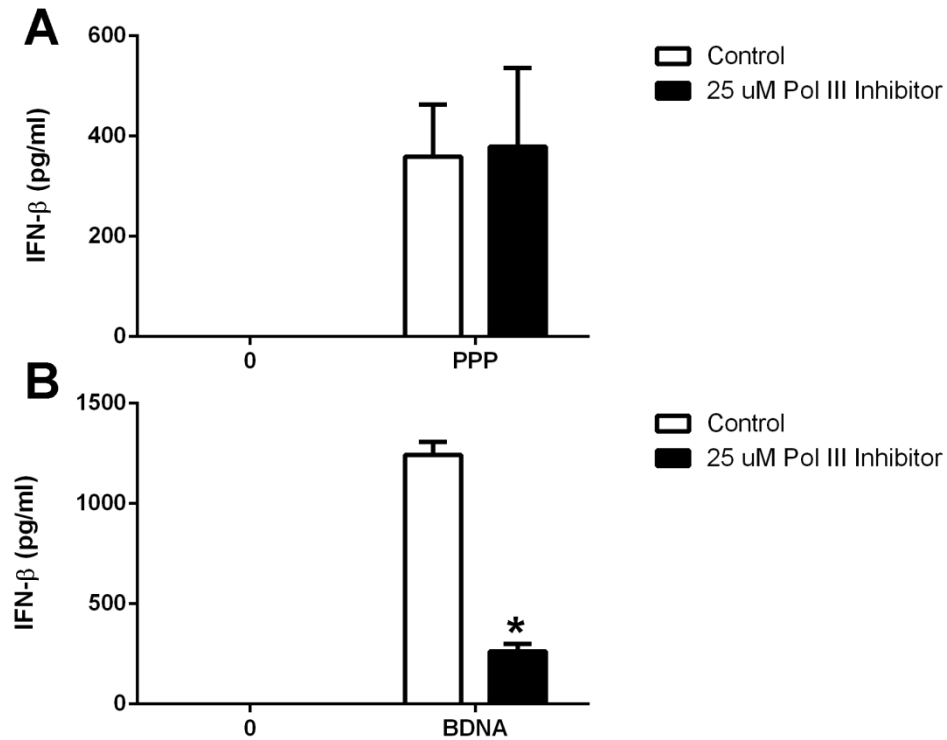 A
600
400
200
0
IFN-β (pg/ml)
0 PPP
Control
25 uM Pol III Inhibitor
B
1500
1000
500
0
IFN-β (pg/ml)
*
0 BDNA
Control
25 uM Pol III Inhibitor